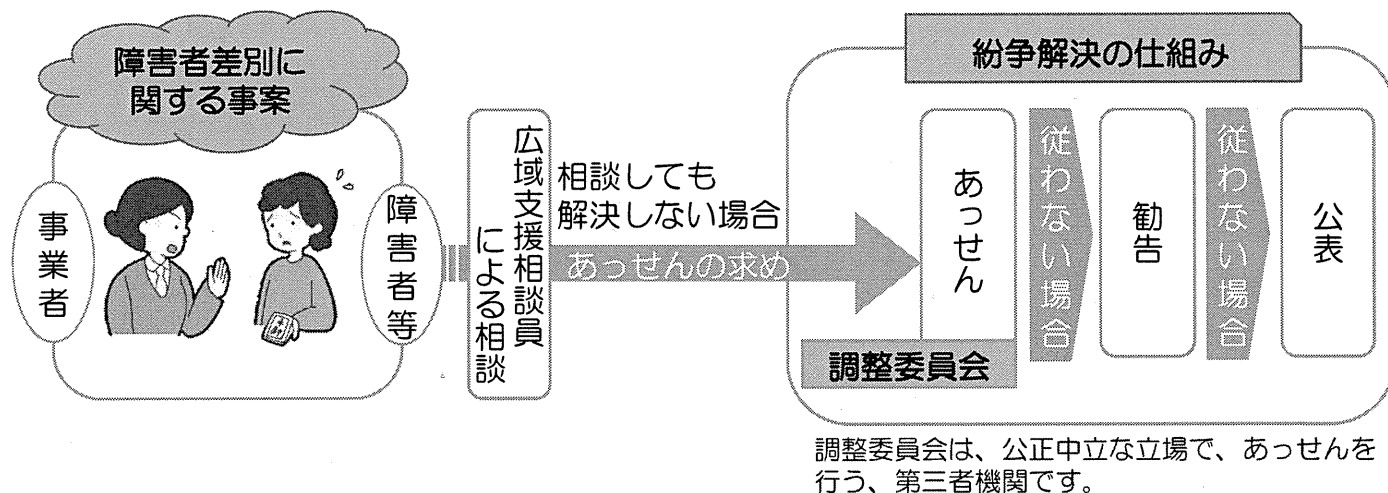 障害者差別に
関する事案
事業者
障害者等
広域支援相談員
による相談
相談しても
解決しない場合
あっせんの求め
紛争解決の仕組み
あっせん
調整委員会
従わない場合
勧告
従わない場合
公表
調整委員会は、公正中立な立場で、あっせんを
行う、第三者機関です。